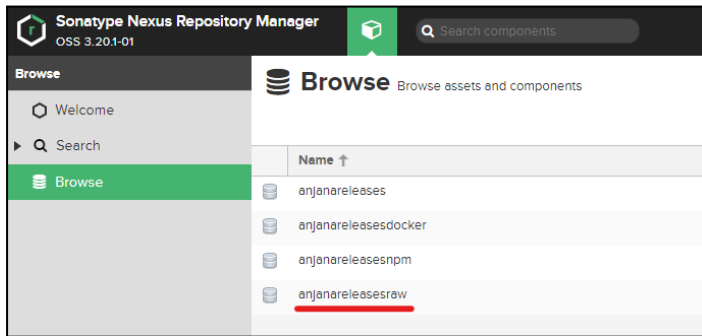 Sonatype Nexus Repository Manager
OSS 3.20.1-01
Search components
Browse
Welcome
Search
Browse
Browse Browse assets and components
Name ↑
anjanareleases
anjanareleasesdocker
anjanareleasesnpm
anjanareleasesraw